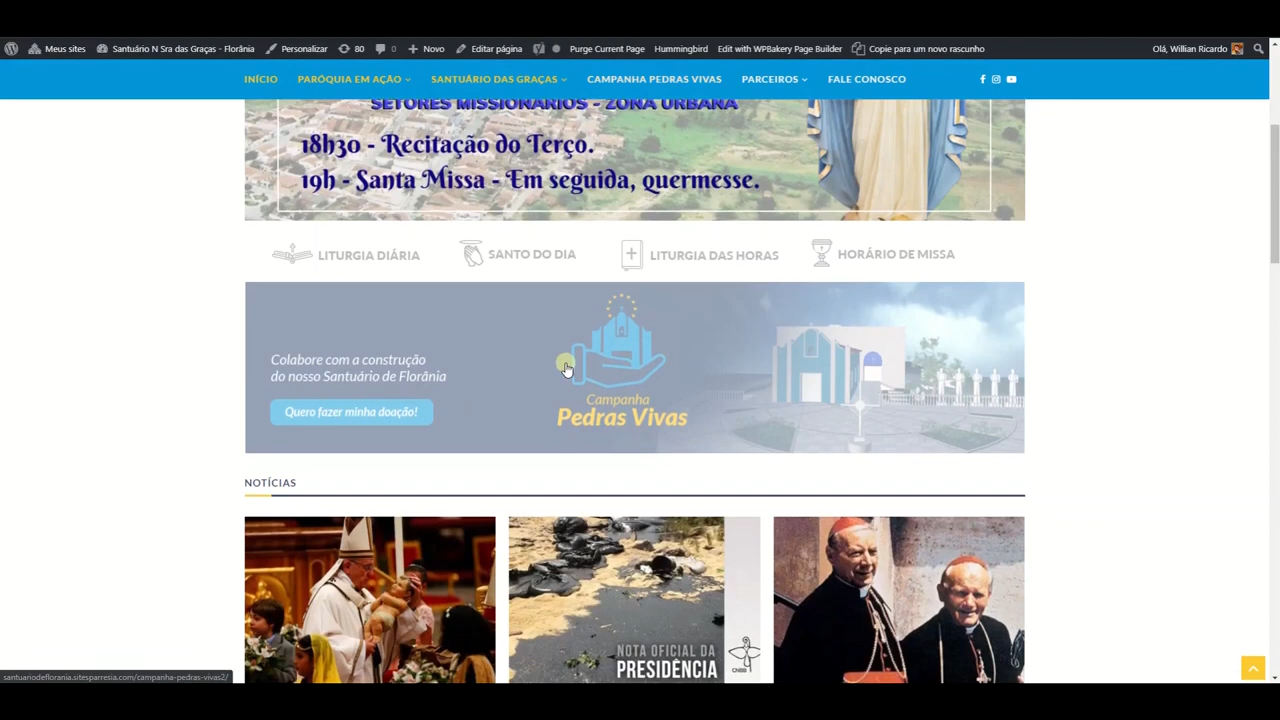 Meus sites Santuário N Sra das Graças - Florânia Personalizar 80 0 Novo Editar página Purge Current Page Hummingbird Edit with WPBakery Page Builder Copie para um novo rascunho Olá, Willian Ricardo
INÍCIO PARÓQUIA EM AÇÃO SANTUÁRIO DAS GRAÇAS CAMPANHA PEDRAS VIVAS PARCEIROS FALE CONOSCO
SETORES MISSIONÁRIOS - ZONA URBANA
18h30 - Recitação do Terço.
19h - Santa Missa - Em seguida, quermesse.
LITURGIA DIÁRIA SANTO DO DIA LITURGIA DAS HORAS HORÁRIO DE MISSA
Colabore com a construção
do nosso Santuário de Florânia
Quero fazer minha doação!
Campanha
Pedras Vivas
NOTÍCIAS
NOTA OFICIAL DA
PRESIDÊNCIA
CNBB
santuariodeflorania.sitesparresia.com/campanha-pedras-vivas2/